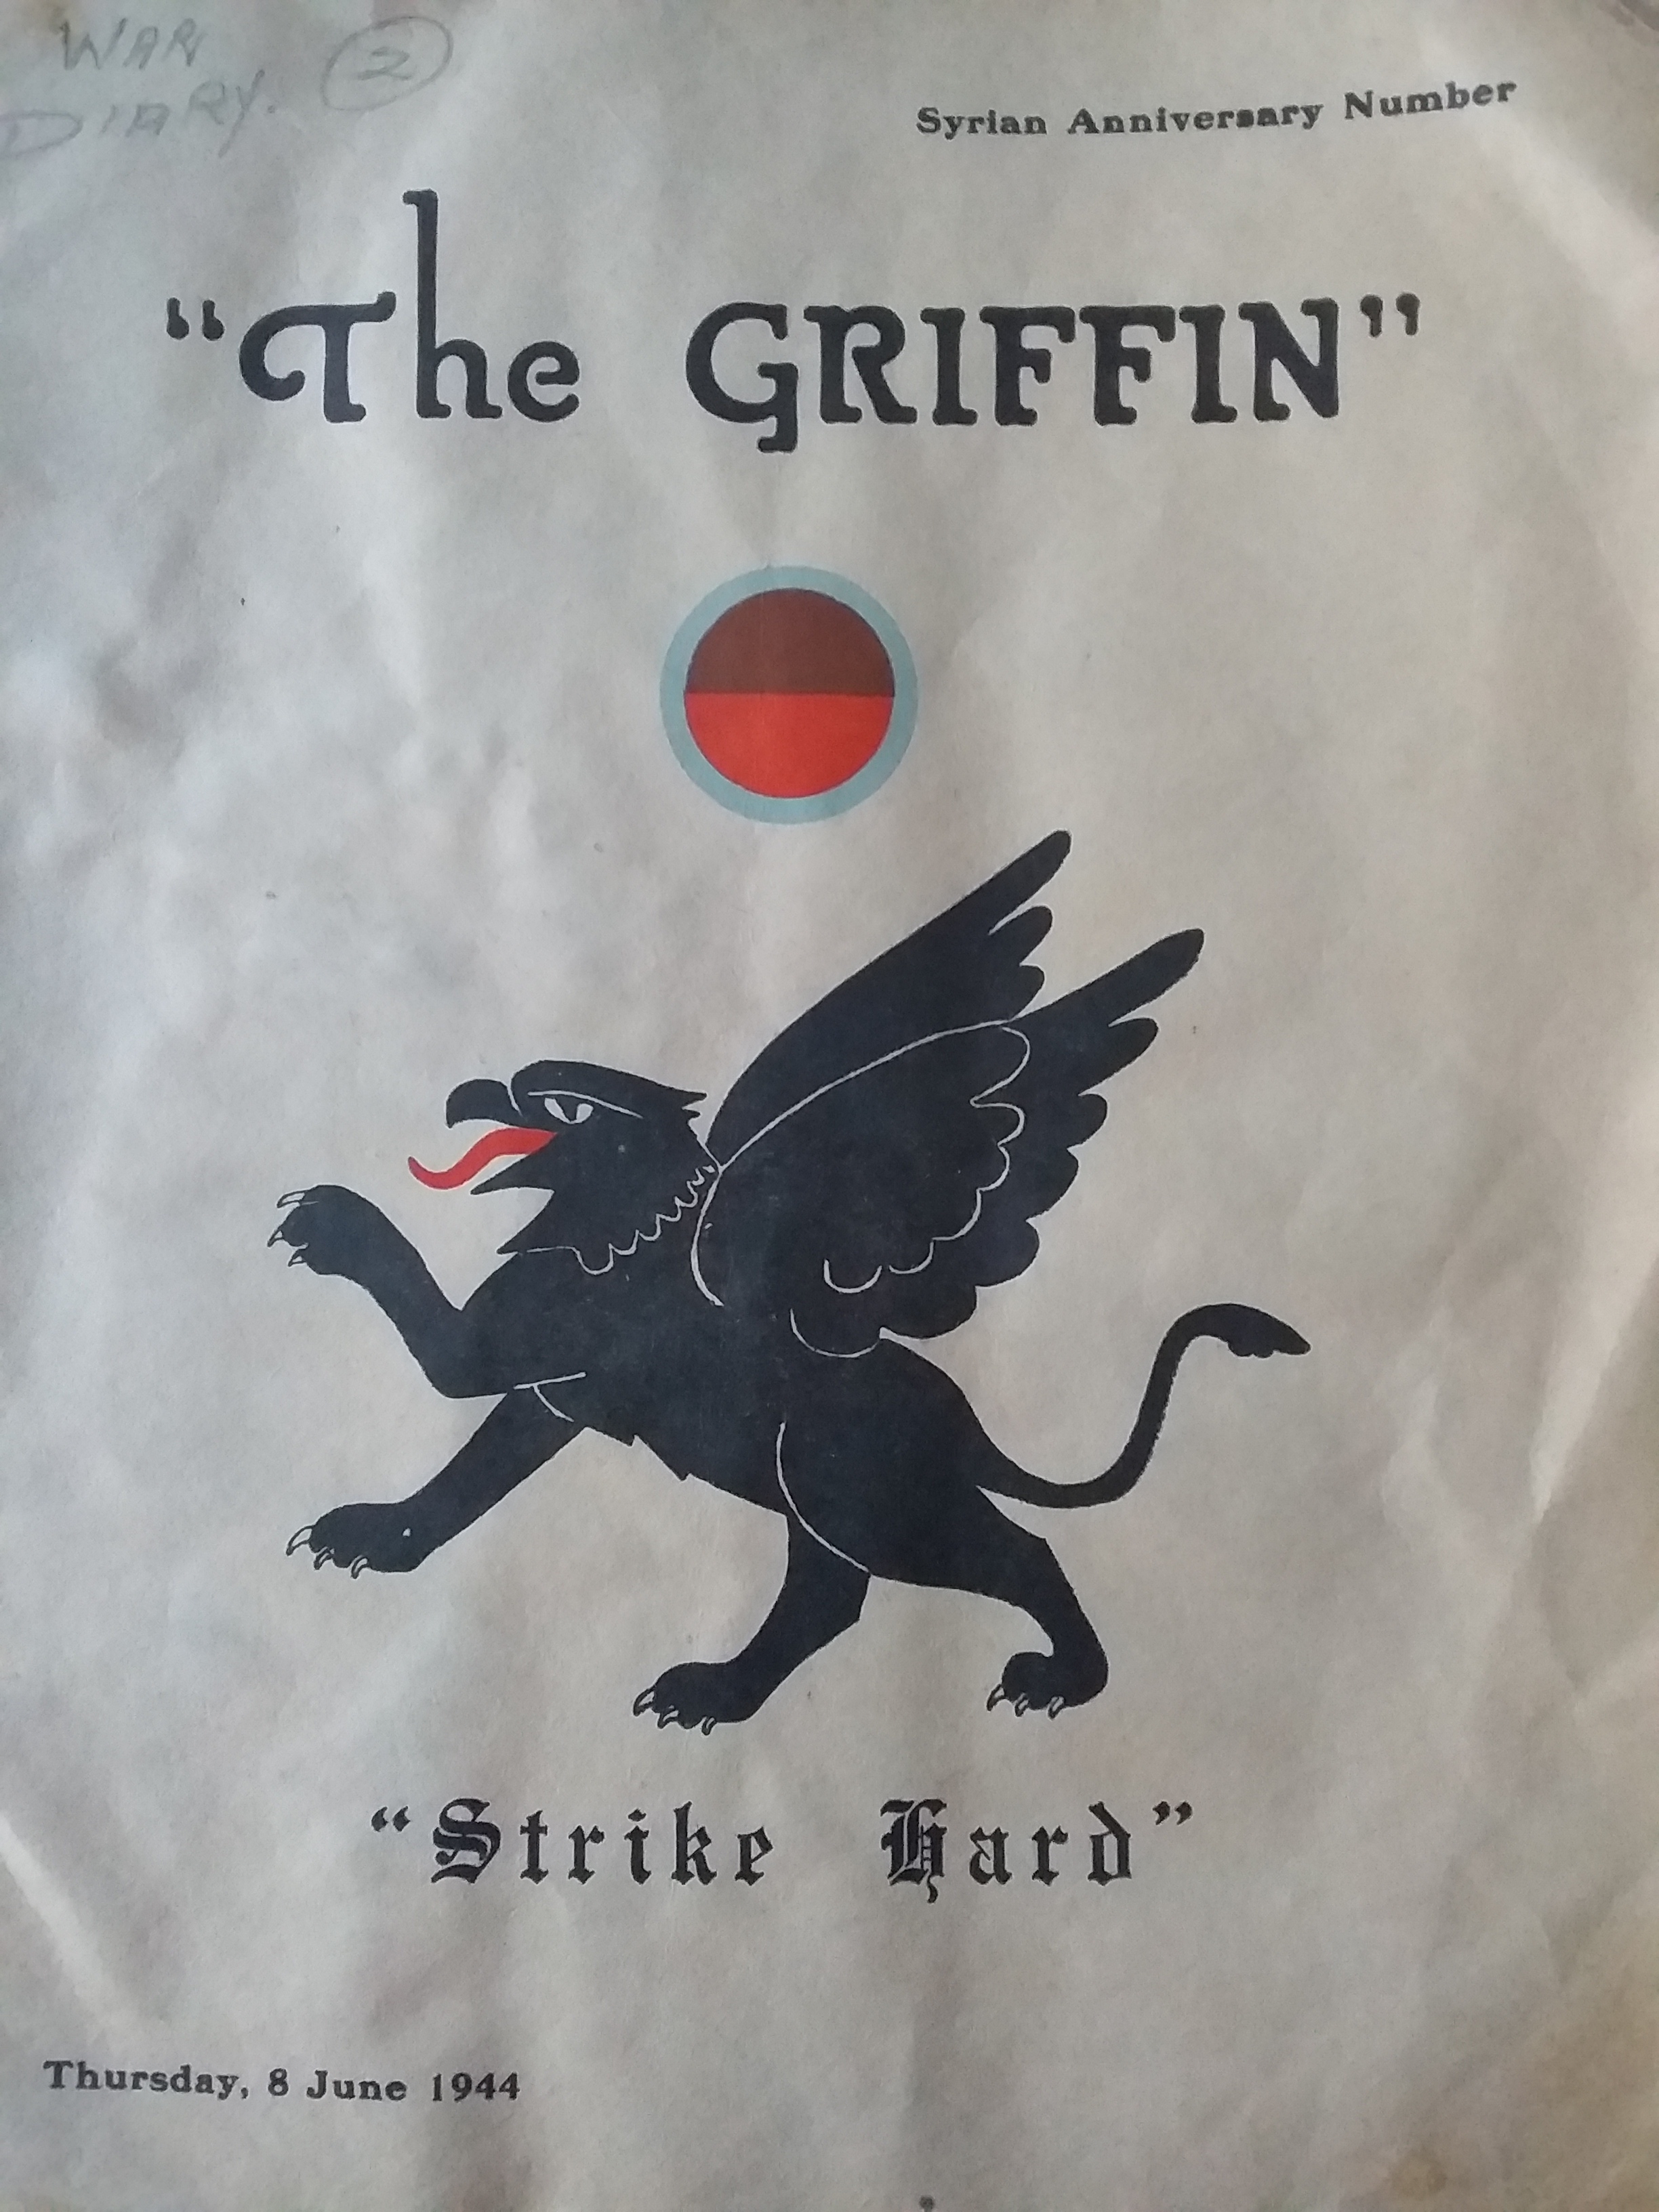 WAR
DIARY. 2
Syrian Anniversary Number
"The GRIFFIN"
"Strike Hard"
Thursday, 8 June 1944